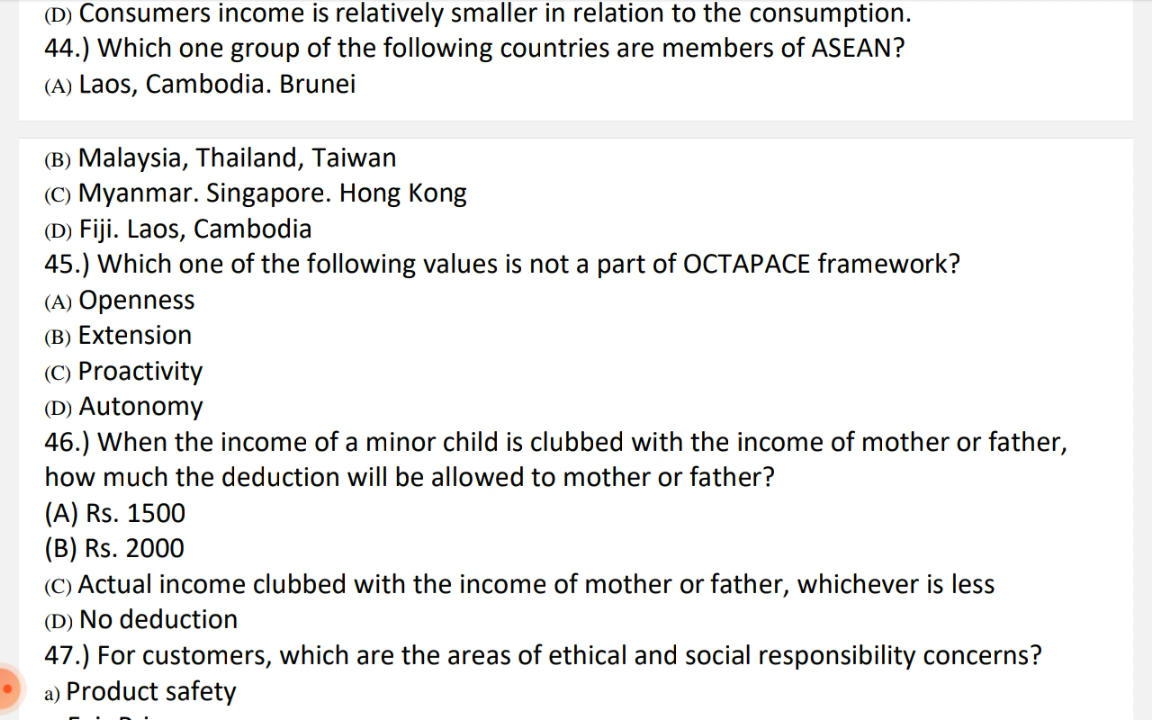 (D) Consumers income is relatively smaller in relation to the consumption.
44.) Which one group of the following countries are members of ASEAN?
(A) Laos, Cambodia. Brunei
(B) Malaysia, Thailand, Taiwan
(C) Myanmar. Singapore. Hong Kong
(D) Fiji. Laos, Cambodia
45.) Which one of the following values is not a part of OCTAPACE framework?
(A) Openness
(B) Extension
(C) Proactivity
(D) Autonomy
46.) When the income of a minor child is clubbed with the income of mother or father,
how much the deduction will be allowed to mother or father?
(A) Rs. 1500
(B) Rs. 2000
(C) Actual income clubbed with the income of mother or father, whichever is less
(D) No deduction
47.) For customers, which are the areas of ethical and social responsibility concerns?
a) Product safety